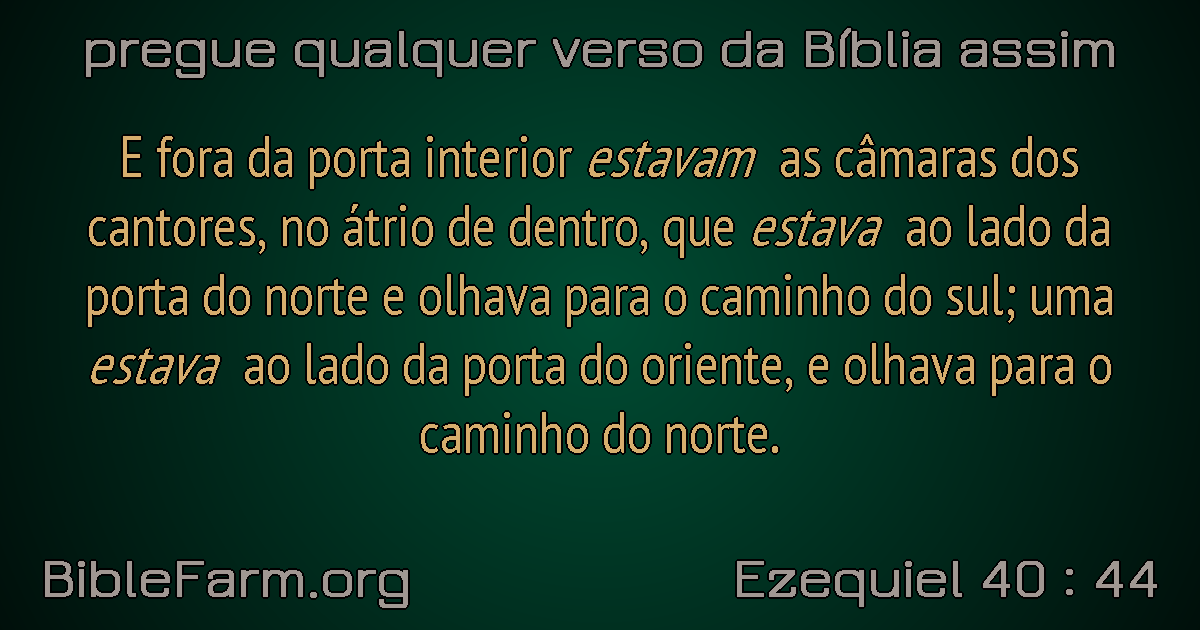 pregue qualquer verso da Bíblia assim
E fora da porta interior estavam as câmaras dos
cantores, no átrio de dentro, que estava ao lado da
porta do norte e olhava para o caminho do sul; uma
estava ao lado da porta do oriente, e olhava para o
caminho do norte.
BibleFarm.org
Ezequiel 40 : 44